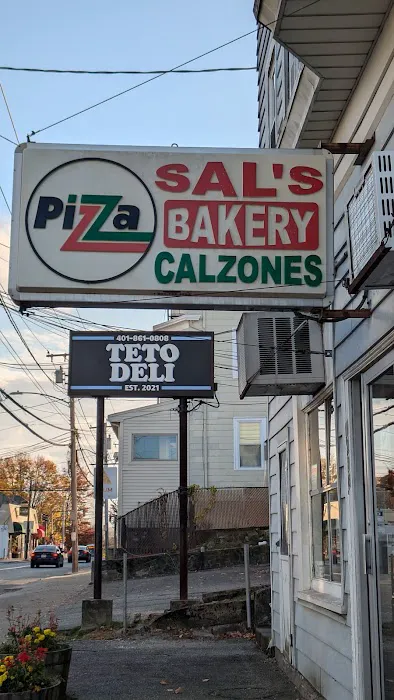 Pizza
SAL'S
BAKERY
CALZONES
401-861-0808
TETO
DELI
EST. 2021